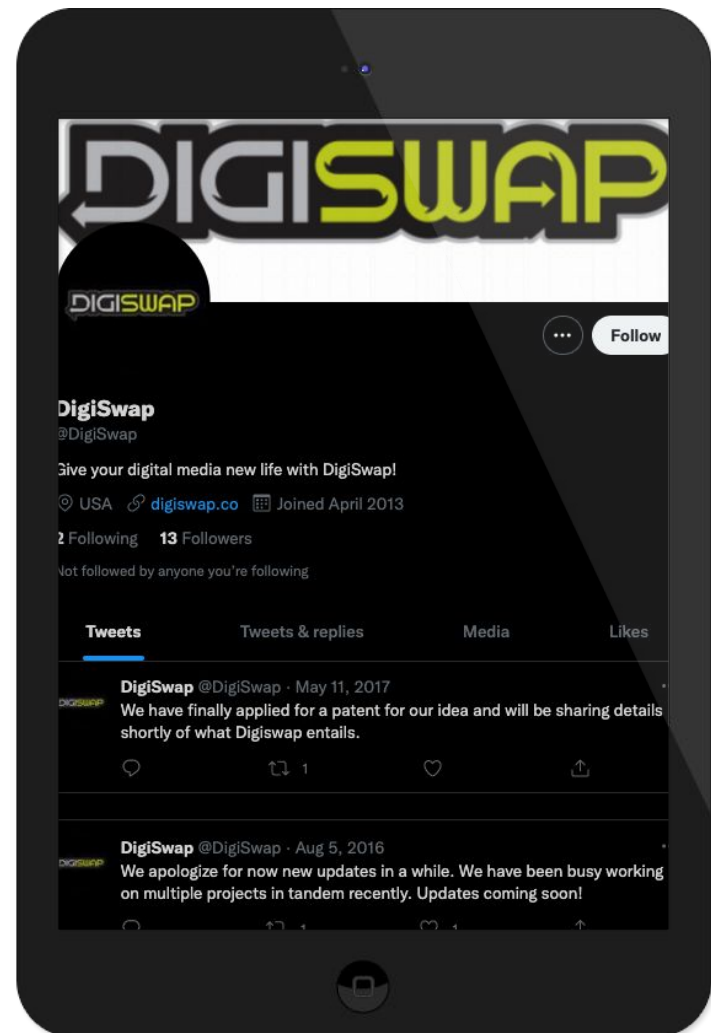 DIGISWAP
DIGISWAP
Follow
DigiSwap
@DigiSwap
Give your digital media new life with DigiSwap!
USA digiswap.co Joined April 2013
2 Following 13 Followers
Not followed by anyone you're following
Tweets Tweets & replies Media Likes
DIGISWAP
DigiSwap @DigiSwap · May 11, 2017
We have finally applied for a patent for our idea and will be sharing details
shortly of what Digiswap entails.
1
DIGISWAP
DigiSwap @DigiSwap · Aug 5, 2016
We apologize for now new updates in a while. We have been busy working
on multiple projects in tandem recently. Updates coming soon!
1 1